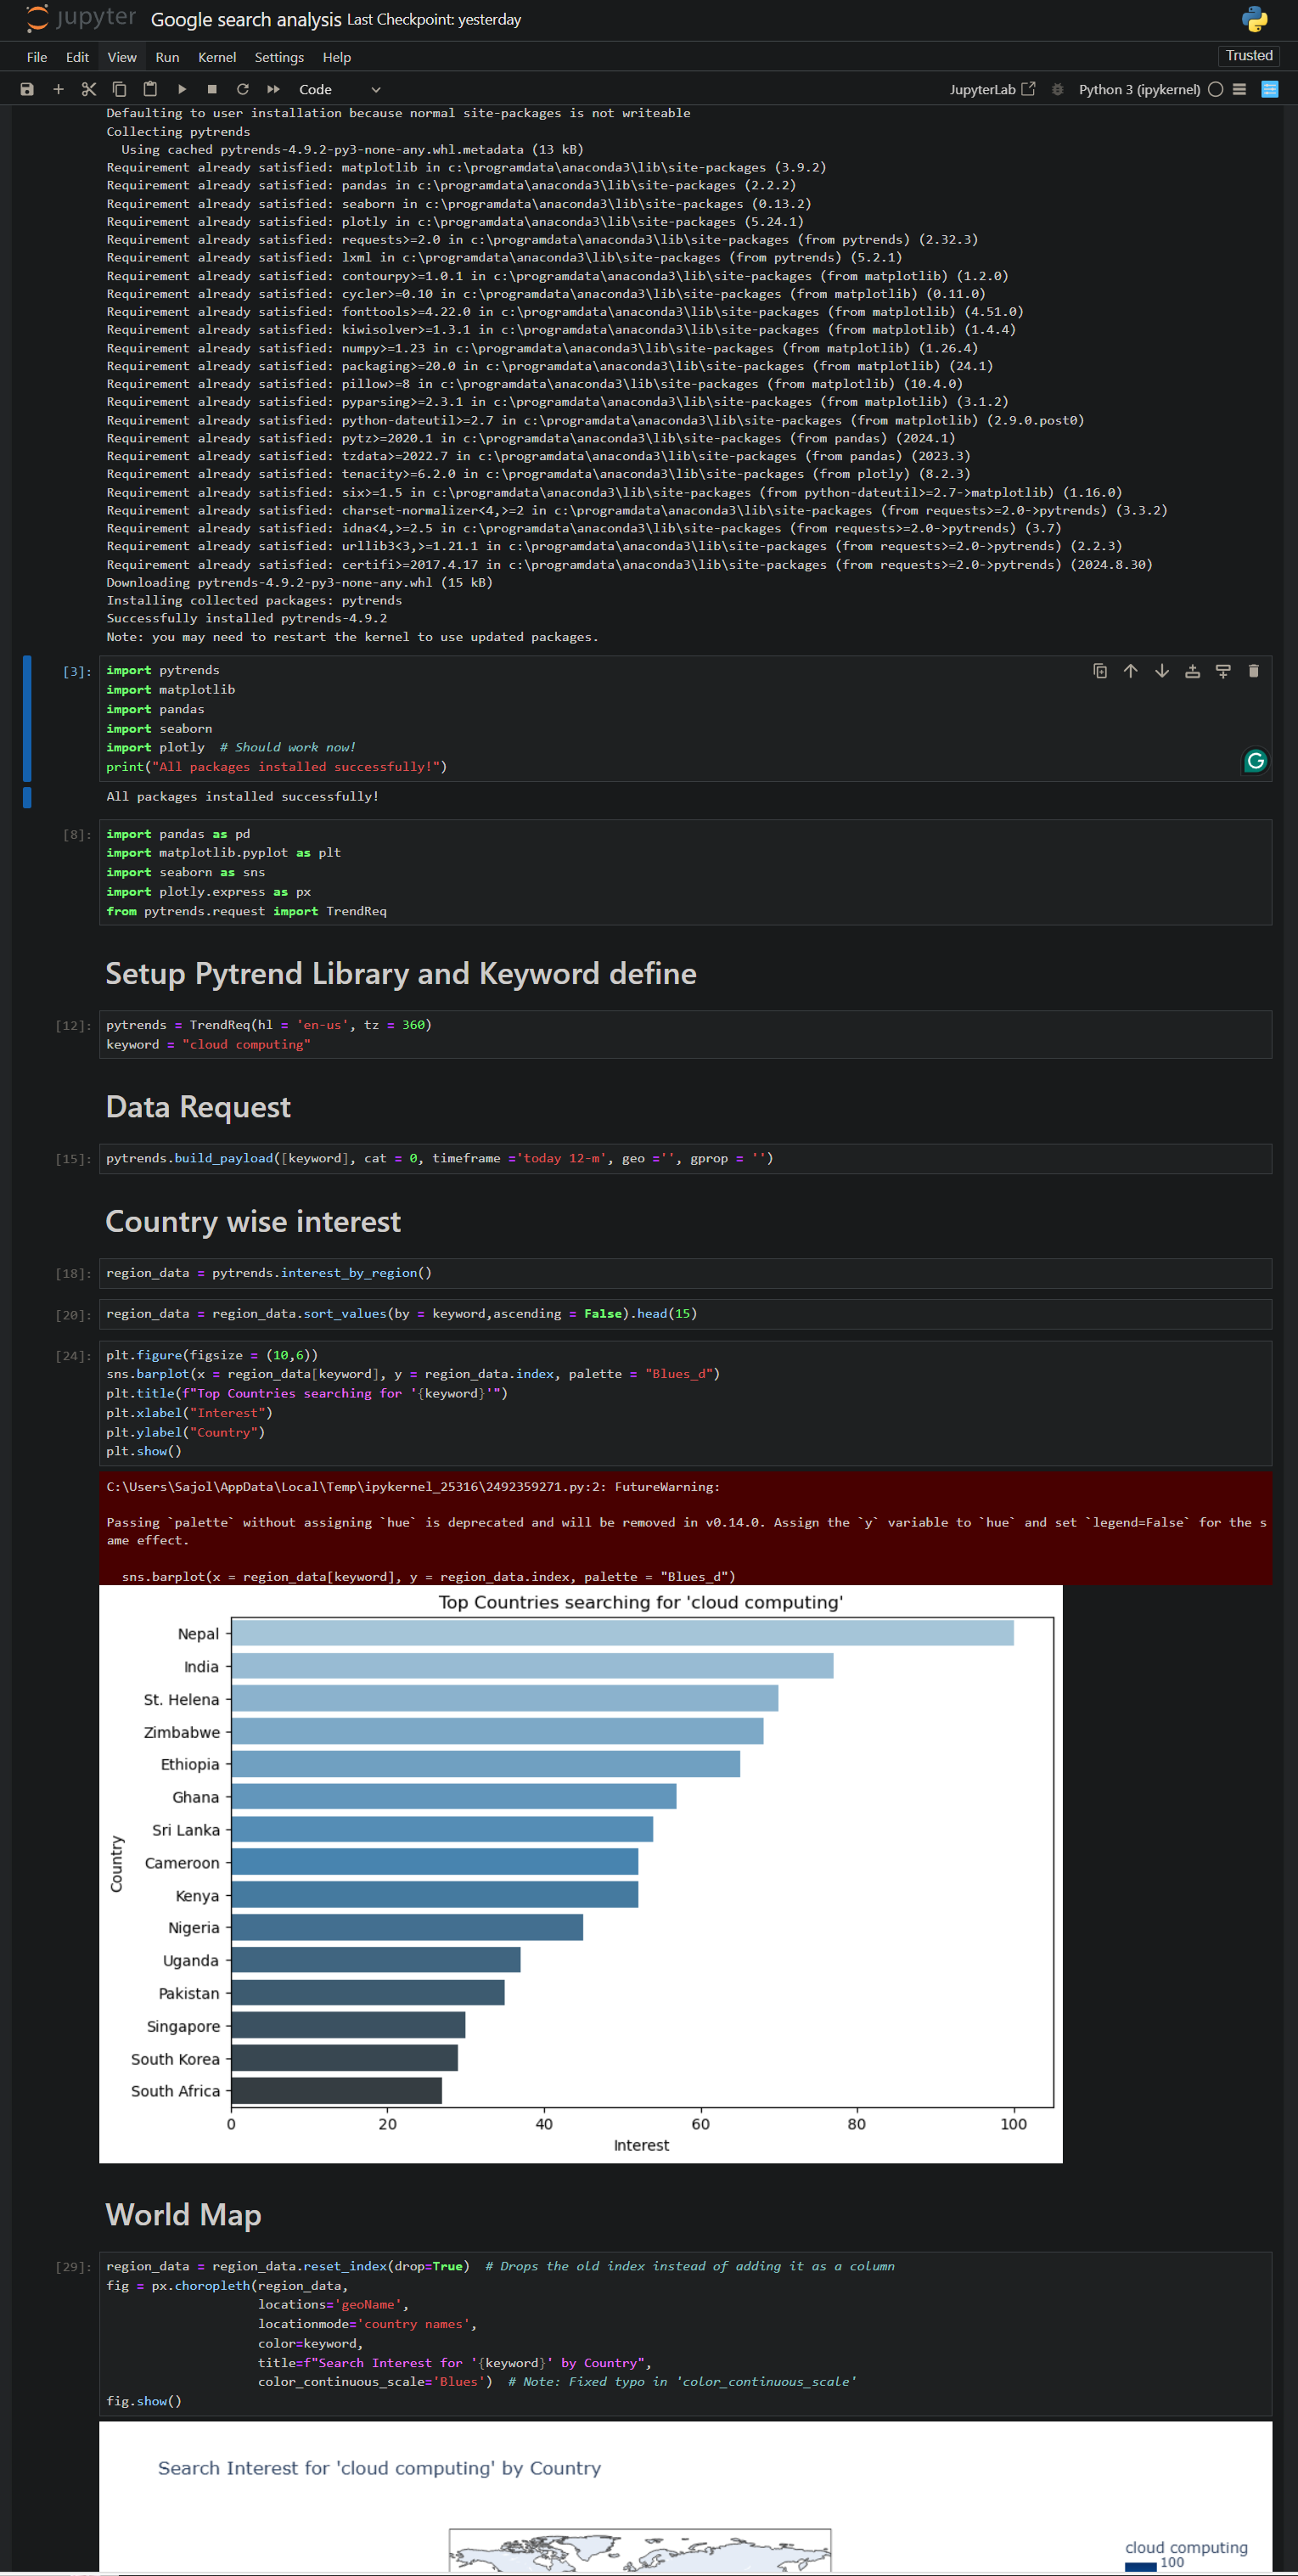 jupyter Google search analysis Last Checkpoint: yesterday
File Edit View Run Kernel Settings Help Trusted
Code JupyterLab Python 3 (ipykernel)
Defaulting to user installation because normal site-packages is not writeable
Collecting pytrends
  Using cached pytrends-4.9.2-py3-none-any.whl.metadata (13 kB)
Requirement already satisfied: matplotlib in c:\programdata\anaconda3\lib\site-packages (3.9.2)
Requirement already satisfied: pandas in c:\programdata\anaconda3\lib\site-packages (2.2.2)
Requirement already satisfied: seaborn in c:\programdata\anaconda3\lib\site-packages (0.13.2)
Requirement already satisfied: plotly in c:\programdata\anaconda3\lib\site-packages (5.24.1)
Requirement already satisfied: requests>=2.0 in c:\programdata\anaconda3\lib\site-packages (from pytrends) (2.32.3)
Requirement already satisfied: lxml in c:\programdata\anaconda3\lib\site-packages (from pytrends) (5.2.1)
Requirement already satisfied: contourpy>=1.0.1 in c:\programdata\anaconda3\lib\site-packages (from matplotlib) (1.2.0)
Requirement already satisfied: cycler>=0.10 in c:\programdata\anaconda3\lib\site-packages (from matplotlib) (0.11.0)
Requirement already satisfied: fonttools>=4.22.0 in c:\programdata\anaconda3\lib\site-packages (from matplotlib) (4.51.0)
Requirement already satisfied: kiwisolver>=1.3.1 in c:\programdata\anaconda3\lib\site-packages (from matplotlib) (1.4.4)
Requirement already satisfied: numpy>=1.23 in c:\programdata\anaconda3\lib\site-packages (from matplotlib) (1.26.4)
Requirement already satisfied: packaging>=20.0 in c:\programdata\anaconda3\lib\site-packages (from matplotlib) (24.1)
Requirement already satisfied: pillow>=8 in c:\programdata\anaconda3\lib\site-packages (from matplotlib) (10.4.0)
Requirement already satisfied: pyparsing>=2.3.1 in c:\programdata\anaconda3\lib\site-packages (from matplotlib) (3.1.2)
Requirement already satisfied: python-dateutil>=2.7 in c:\programdata\anaconda3\lib\site-packages (from matplotlib) (2.9.0.post0)
Requirement already satisfied: pytz>=2020.1 in c:\programdata\anaconda3\lib\site-packages (from pandas) (2024.1)
Requirement already satisfied: tzdata>=2022.7 in c:\programdata\anaconda3\lib\site-packages (from pandas) (2023.3)
Requirement already satisfied: tenacity>=6.2.0 in c:\programdata\anaconda3\lib\site-packages (from plotly) (8.2.3)
Requirement already satisfied: six>=1.5 in c:\programdata\anaconda3\lib\site-packages (from python-dateutil>=2.7->matplotlib) (1.16.0)
Requirement already satisfied: charset-normalizer<4,>=2 in c:\programdata\anaconda3\lib\site-packages (from requests>=2.0->pytrends) (3.3.2)
Requirement already satisfied: idna<4,>=2.5 in c:\programdata\anaconda3\lib\site-packages (from requests>=2.0->pytrends) (3.7)
Requirement already satisfied: urllib3<3,>=1.21.1 in c:\programdata\anaconda3\lib\site-packages (from requests>=2.0->pytrends) (2.2.3)
Requirement already satisfied: certifi>=2017.4.17 in c:\programdata\anaconda3\lib\site-packages (from requests>=2.0->pytrends) (2024.8.30)
Downloading pytrends-4.9.2-py3-none-any.whl (15 kB)
Installing collected packages: pytrends
Successfully installed pytrends-4.9.2
Note: you may need to restart the kernel to use updated packages.
[3]: import pytrends
import matplotlib
import pandas
import seaborn
import plotly  # Should work now!
print("All packages installed successfully!")
All packages installed successfully!
[8]: import pandas as pd
import matplotlib.pyplot as plt
import seaborn as sns
import plotly.express as px
from pytrends.request import TrendReq
Setup Pytrend Library and Keyword define
[12]: pytrends = TrendReq(hl = 'en-us', tz = 360)
keyword = "cloud computing"
Data Request
[15]: pytrends.build_payload([keyword], cat = 0, timeframe ='today 12-m', geo ='', gprop = '')
Country wise interest
[18]: region_data = pytrends.interest_by_region()
[20]: region_data = region_data.sort_values(by = keyword,ascending = False).head(15)
[24]: plt.figure(figsize = (10,6))
sns.barplot(x = region_data[keyword], y = region_data.index, palette = "Blues_d")
plt.title(f"Top Countries searching for '{keyword}'")
plt.xlabel("Interest")
plt.ylabel("Country")
plt.show()
C:\Users\Sajol\AppData\Local\Temp\ipykernel_25316\2492359271.py:2: FutureWarning:
Passing `palette` without assigning `hue` is deprecated and will be removed in v0.14.0. Assign the `y` variable to `hue` and set `legend=False` for the s
ame effect.
  sns.barplot(x = region_data[keyword], y = region_data.index, palette = "Blues_d")
Top Countries searching for 'cloud computing'
Nepal
India
St. Helena
Zimbabwe
Ethiopia
Ghana
Sri Lanka
Cameroon
Kenya
Nigeria
Uganda
Pakistan
Singapore
South Korea
South Africa
Country
0 20 40 60 80 100
Interest
World Map
[29]: region_data = region_data.reset_index(drop=True)  # Drops the old index instead of adding it as a column
fig = px.choropleth(region_data,
                    locations='geoName',
                    locationmode='country names',
                    color=keyword,
                    title=f"Search Interest for '{keyword}' by Country",
                    color_continuous_scale='Blues')  # Note: Fixed typo in 'color_continuous_scale'
fig.show()
Search Interest for 'cloud computing' by Country
cloud computing
100